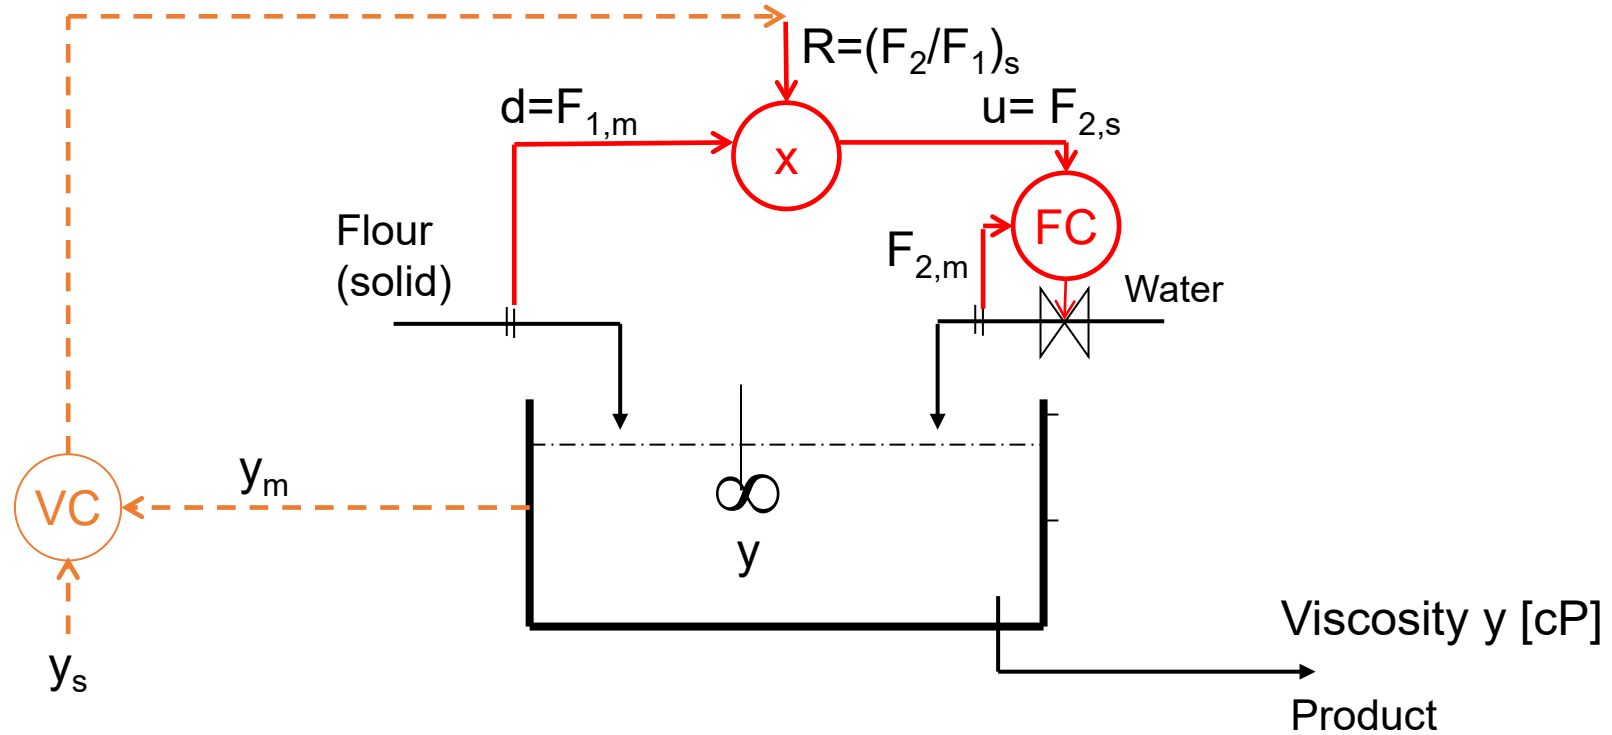 R=(F2/F1)s
d=F1,m
u= F2,s
x
Flour
(solid)
F2,m
FC
Water
ym
VC
y
ys
Viscosity y [cP]
Product